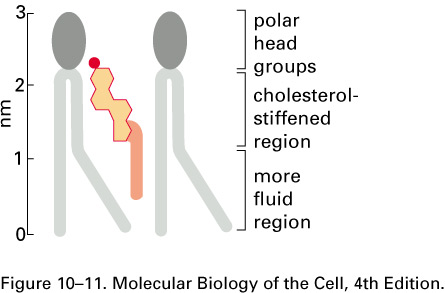 3
polar
head
groups
2
cholesterol-
stiffened
region
nm
1
more
fluid
region
0
Figure 10–11. Molecular Biology of the Cell, 4th Edition.